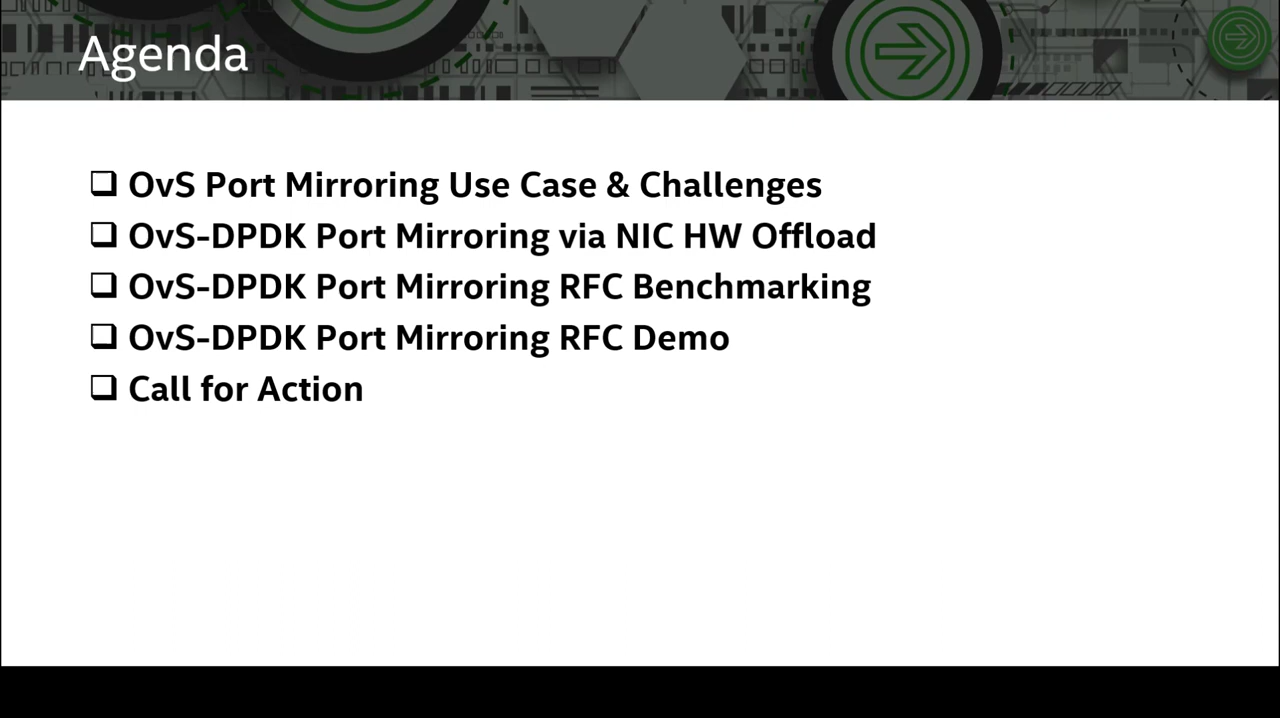 Agenda
❑ OvS Port Mirroring Use Case & Challenges
❑ OvS-DPDK Port Mirroring via NIC HW Offload
❑ OvS-DPDK Port Mirroring RFC Benchmarking
❑ OvS-DPDK Port Mirroring RFC Demo
❑ Call for Action